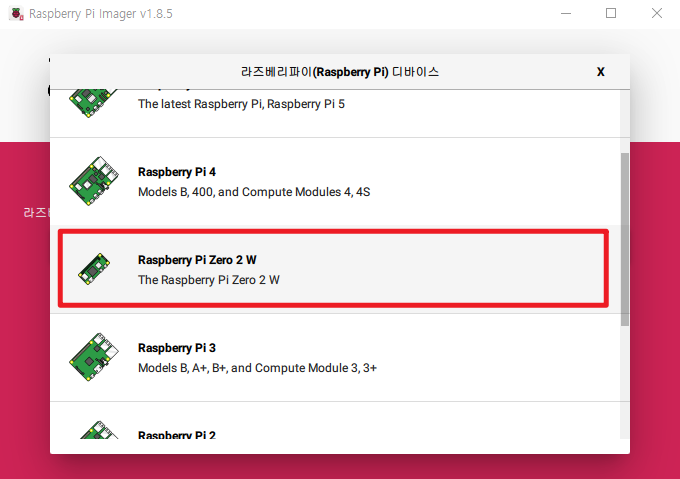 Raspberry Pi Imager v1.8.5
라즈베리파이(Raspberry Pi) 디바이스
X
The latest Raspberry Pi, Raspberry Pi 5
Raspberry Pi 4
Models B, 400, and Compute Modules 4, 4S
라즈
Raspberry Pi Zero 2 W
The Raspberry Pi Zero 2 W
Raspberry Pi 3
Models B, A+, B+, and Compute Module 3, 3+
Raspberry Pi 2